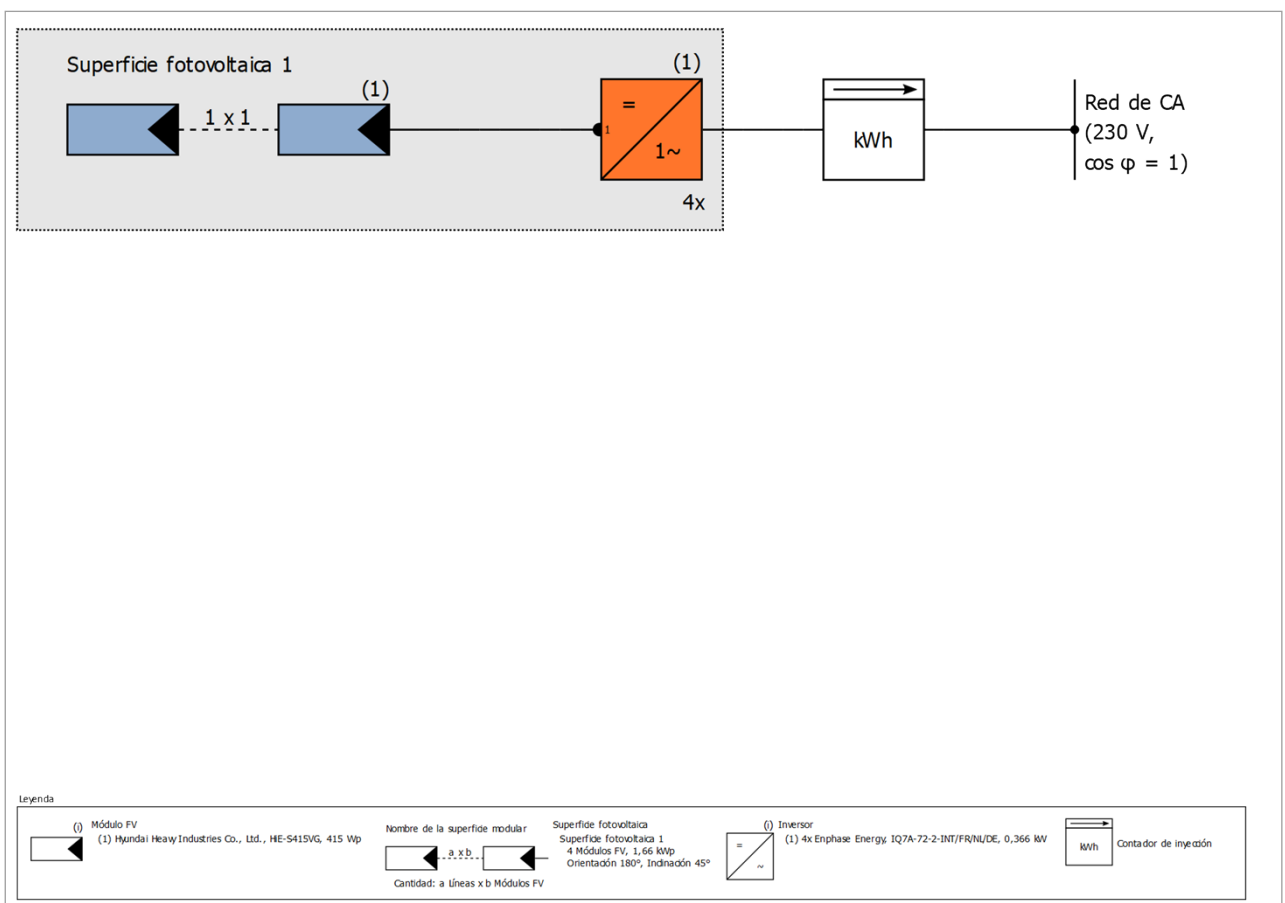 Superficie fotovoltaica 1
(1)
1 x 1
(1)
=
1
1~
4x
kWh
Red de CA
(230 V,
cos φ = 1)
Leyenda
(i) Módulo FV
(1) Hyundai Heavy Industries Co., Ltd., HiE-S415VG, 415 Wp
Nombre de la superficie modular
a x b
Cantidad: a Líneas x b Módulos FV
Superficie fotovoltaica
Superficie fotovoltaica 1
4 Módulos FV, 1,66 kWp
Orientación 180°, Inclinación 45°
(i) Inversor
=
~
(1) 4x Enphase Energy, IQ7A-72-2-INT/FR/NL/DE, 0,366 kW
kWh
Contador de inyección